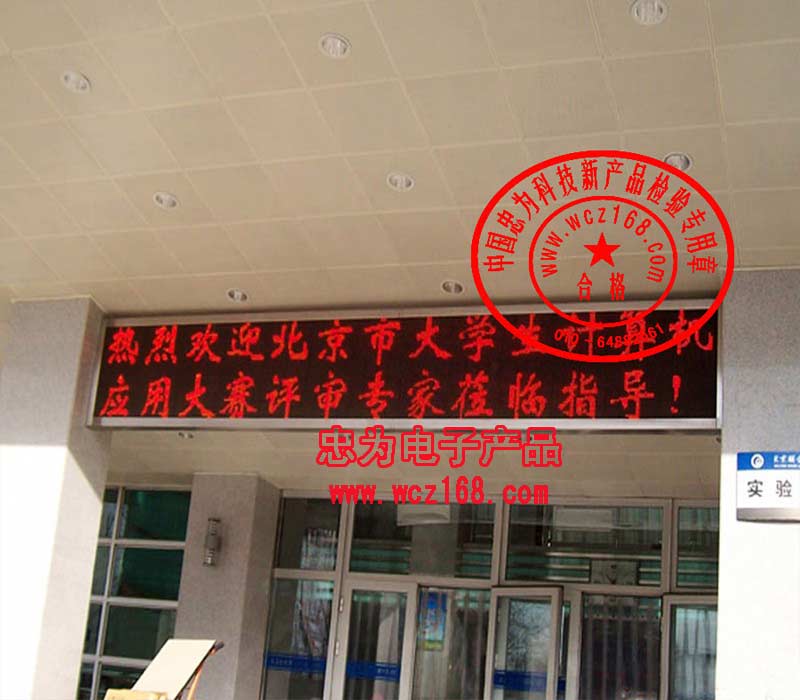 中国忠为科技新产品检验专用章
www.wcz168.com
合格
热烈欢迎北京市大学生计算机
应用大赛评审专家莅临指导！
忠为电子产品
www.wcz168.com
实验